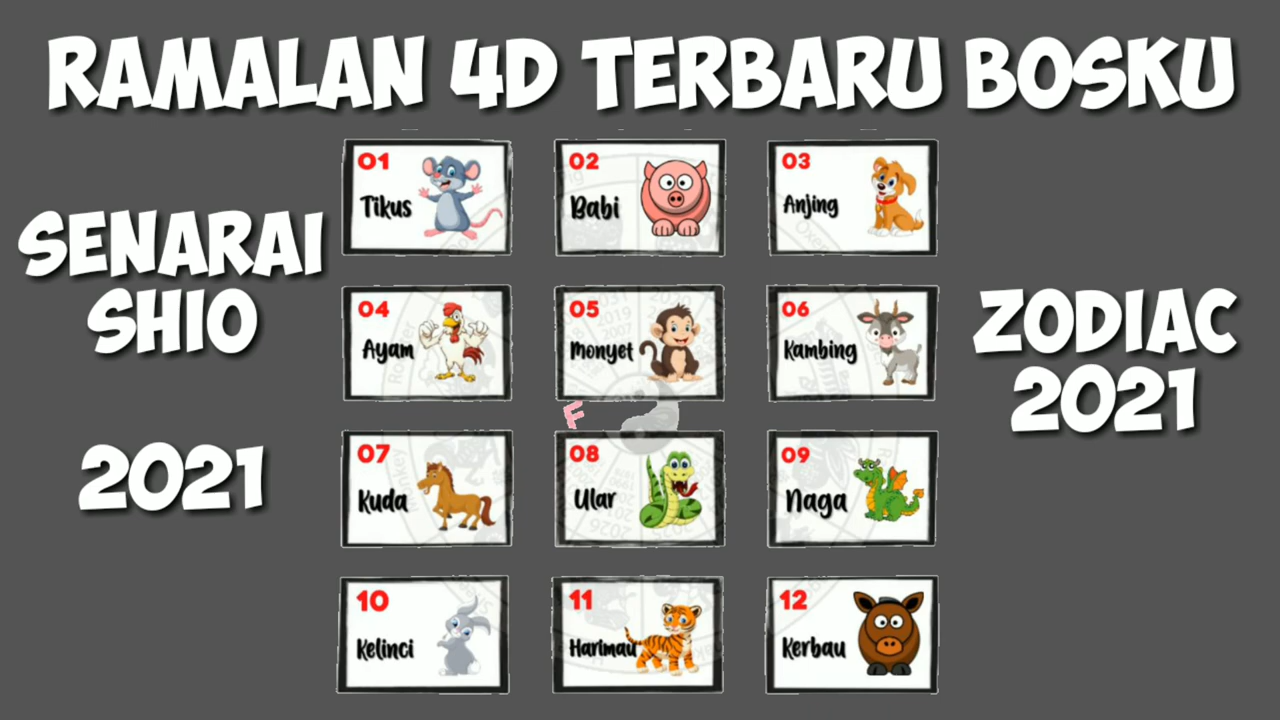 RAMALAN 4D TERBARU BOSKU
SENARAI
SHIO
2021
01
Tikus
02
Babi
03
Anjing
04
Ayam
05
Monyet
06
Kambing
07
Kuda
08
Ular
09
Naga
10
Kelinci
11
Harimau
12
Kerbau
F
ZODIAC
2021